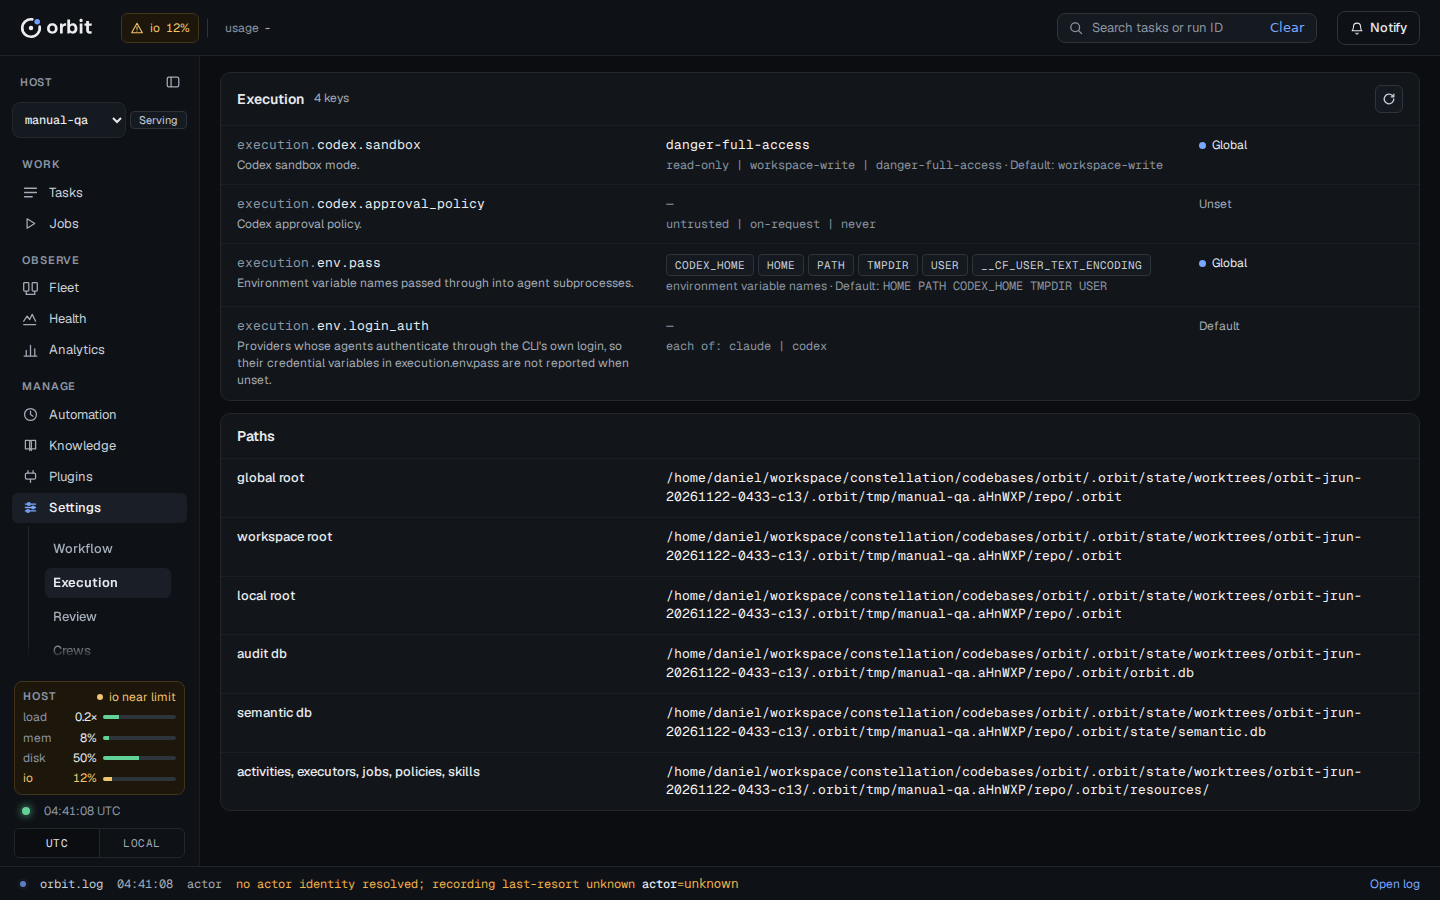 orbit
io 12%
usage -
Search tasks or run ID
Clear
Notify
HOST
manual-qa
Serving
WORK
Tasks
Jobs
OBSERVE
Fleet
Health
Analytics
MANAGE
Automation
Knowledge
Plugins
Settings
Workflow
Execution
Review
Crews
HOST
io near limit
load 0.2×
mem 8%
disk 50%
io 12%
04:41:08 UTC
UTC
LOCAL
Execution 4 keys
execution.codex.sandbox
Codex sandbox mode.
danger-full-access
read-only | workspace-write | danger-full-access · Default: workspace-write
Global
execution.codex.approval_policy
Codex approval policy.
—
untrusted | on-request | never
Unset
execution.env.pass
Environment variable names passed through into agent subprocesses.
CODEX_HOME HOME PATH TMPDIR USER __CF_USER_TEXT_ENCODING
environment variable names · Default: HOME PATH CODEX_HOME TMPDIR USER
Global
execution.env.login_auth
Providers whose agents authenticate through the CLI's own login, so
their credential variables in execution.env.pass are not reported when
unset.
—
each of: claude | codex
Default
Paths
global root
/home/daniel/workspace/constellation/codebases/orbit/.orbit/state/worktrees/orbit-jrun-
20261122-0433-c13/.orbit/tmp/manual-qa.aHnWXP/repo/.orbit
workspace root
/home/daniel/workspace/constellation/codebases/orbit/.orbit/state/worktrees/orbit-jrun-
20261122-0433-c13/.orbit/tmp/manual-qa.aHnWXP/repo/.orbit
local root
/home/daniel/workspace/constellation/codebases/orbit/.orbit/state/worktrees/orbit-jrun-
20261122-0433-c13/.orbit/tmp/manual-qa.aHnWXP/repo/.orbit
audit db
/home/daniel/workspace/constellation/codebases/orbit/.orbit/state/worktrees/orbit-jrun-
20261122-0433-c13/.orbit/tmp/manual-qa.aHnWXP/repo/.orbit/orbit.db
semantic db
/home/daniel/workspace/constellation/codebases/orbit/.orbit/state/worktrees/orbit-jrun-
20261122-0433-c13/.orbit/tmp/manual-qa.aHnWXP/repo/.orbit/state/semantic.db
activities, executors, jobs, policies, skills
/home/daniel/workspace/constellation/codebases/orbit/.orbit/state/worktrees/orbit-jrun-
20261122-0433-c13/.orbit/tmp/manual-qa.aHnWXP/repo/.orbit/resources/
orbit.log 04:41:08 actor no actor identity resolved; recording last-resort unknown actor=unknown
Open log